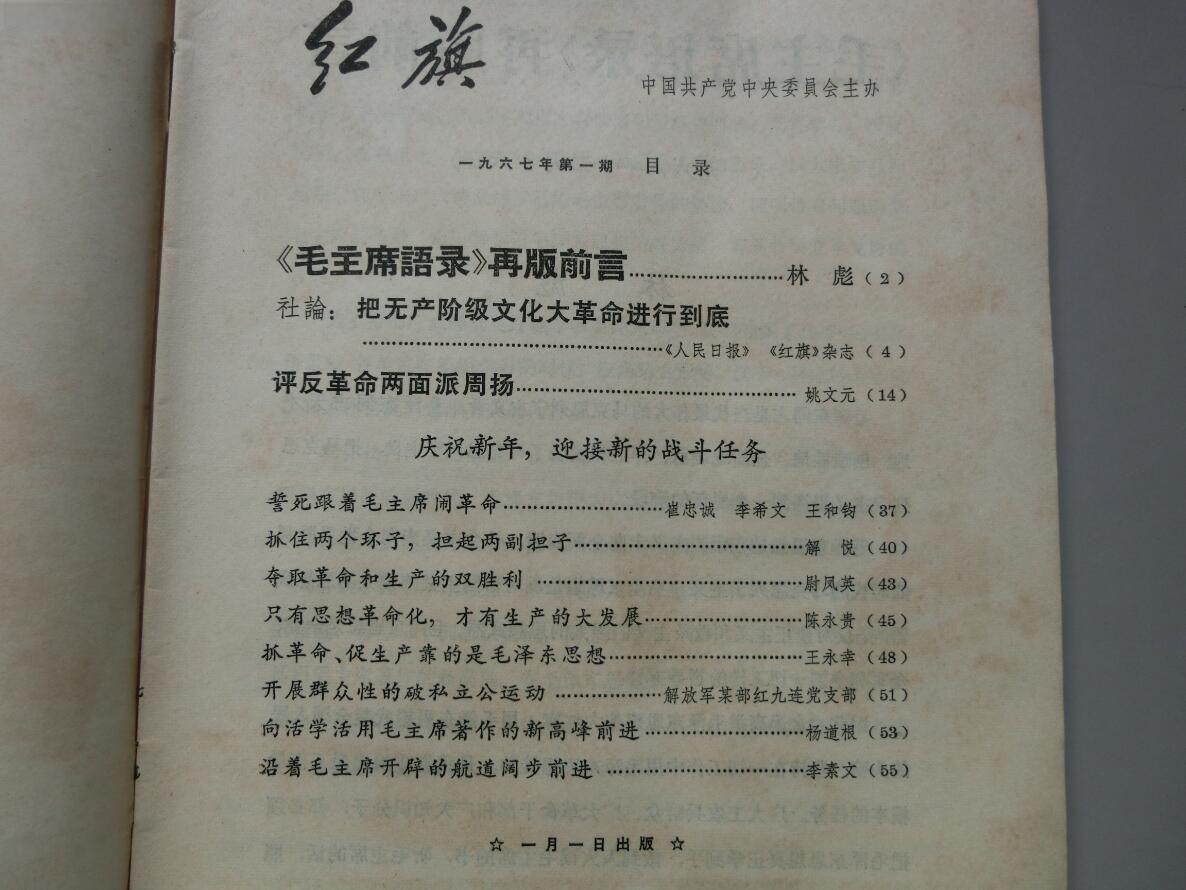 红旗
中国共产党中央委員会主办
一九六七年第一期 目录
《毛主席語录》再版前言……………………林彪（2）
社論：把无产阶级文化大革命进行到底
……………………《人民日报》《红旗》杂志（4）
评反革命两面派周扬……………………姚文元（14）
庆祝新年，迎接新的战斗任务
誓死跟着毛主席闹革命……………………崔忠诚 李希文 王和钧（37）
抓住两个环子，担起两副担子……………………解悦（40）
夺取革命和生产的双胜利……………………尉凤英（43）
只有思想革命化，才有生产的大发展……………………陈永贵（45）
抓革命、促生产靠的是毛泽东思想……………………王永幸（48）
开展群众性的破私立公运动……………………解放军某部红九连党支部（51）
向活学活用毛主席著作的新高峰前进……………………杨道根（53）
沿着毛主席开辟的航道阔步前进……………………李素文（55）
☆ 一月一日出版 ☆